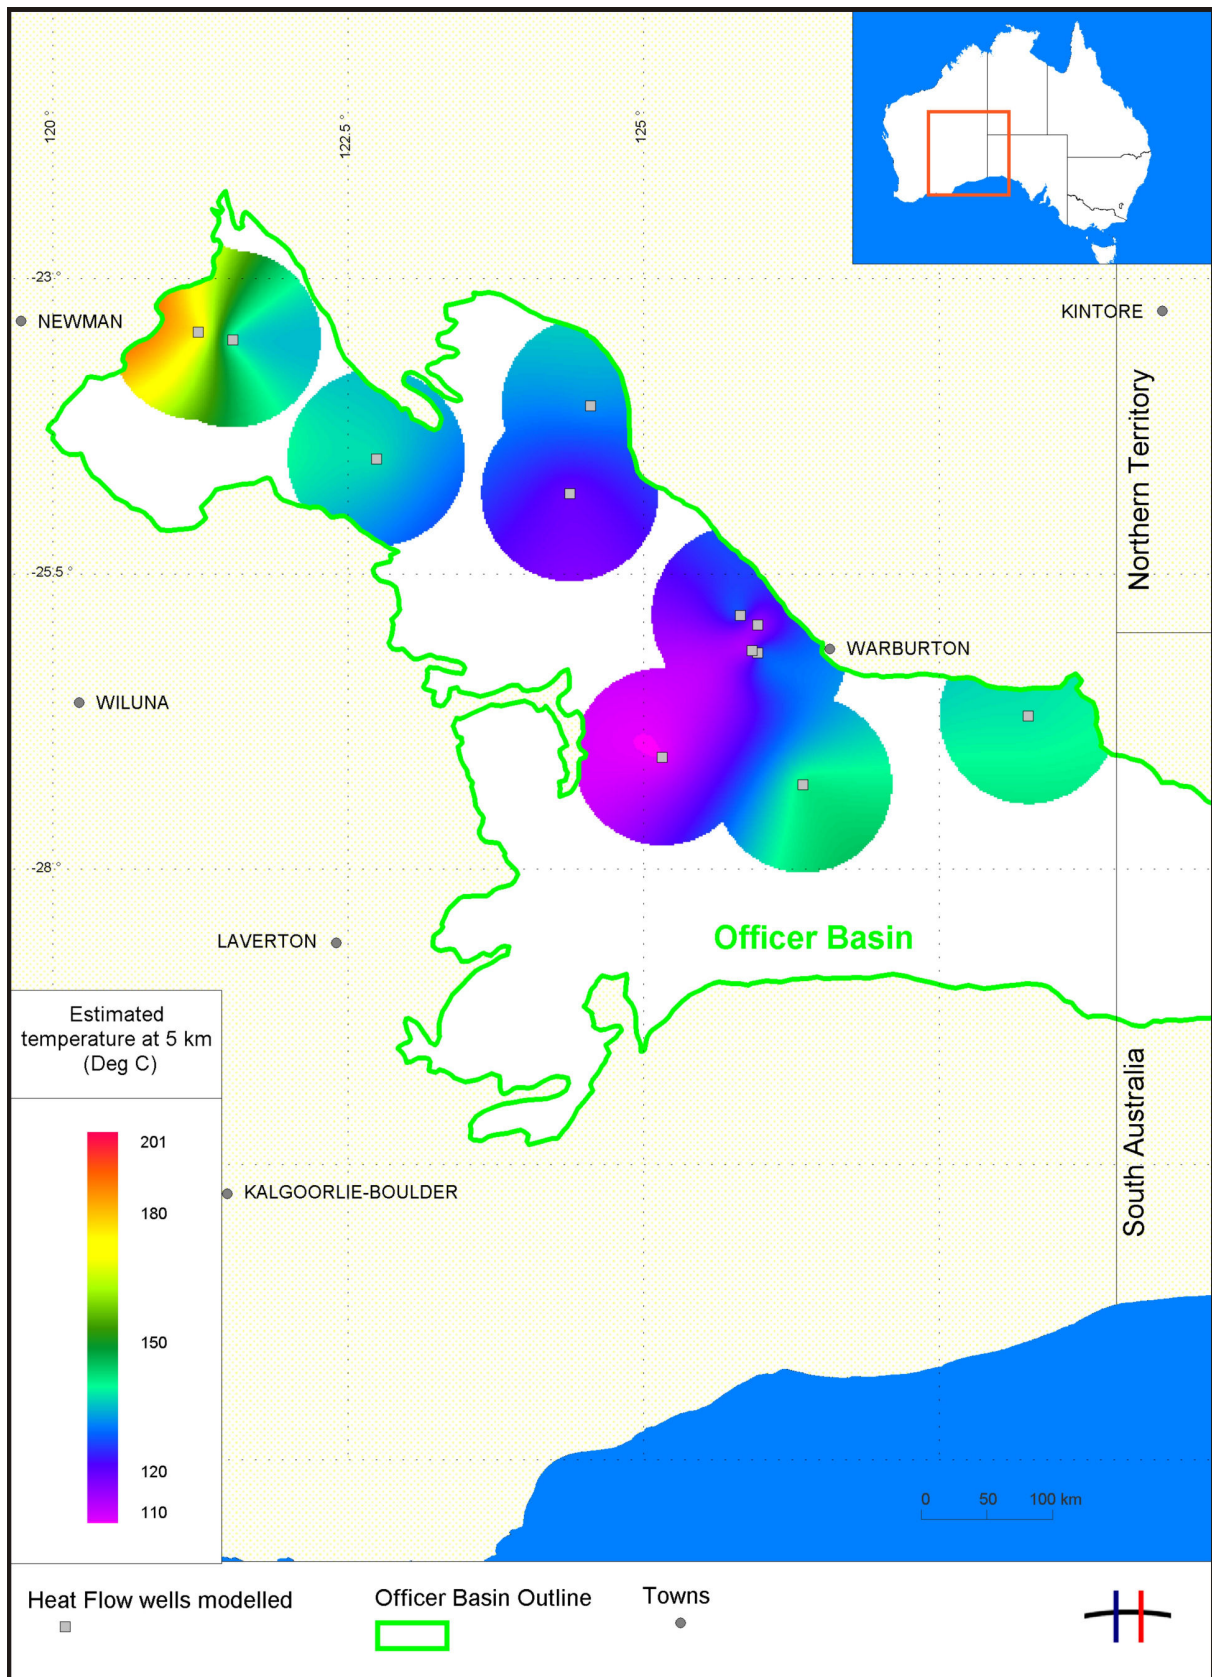 120 °
122.5 °
125 °
-23 °
NEWMAN
KINTORE
Northern Territory
-25.5 °
WARBURTON
WILUNA
-28 °
LAVERTON
Officer Basin
Estimated
temperature at 5 km
(Deg C)
201
180
150
120
110
KALGOORLIE-BOULDER
South Australia
0 50 100 km
Heat Flow wells modelled
Officer Basin Outline
Towns